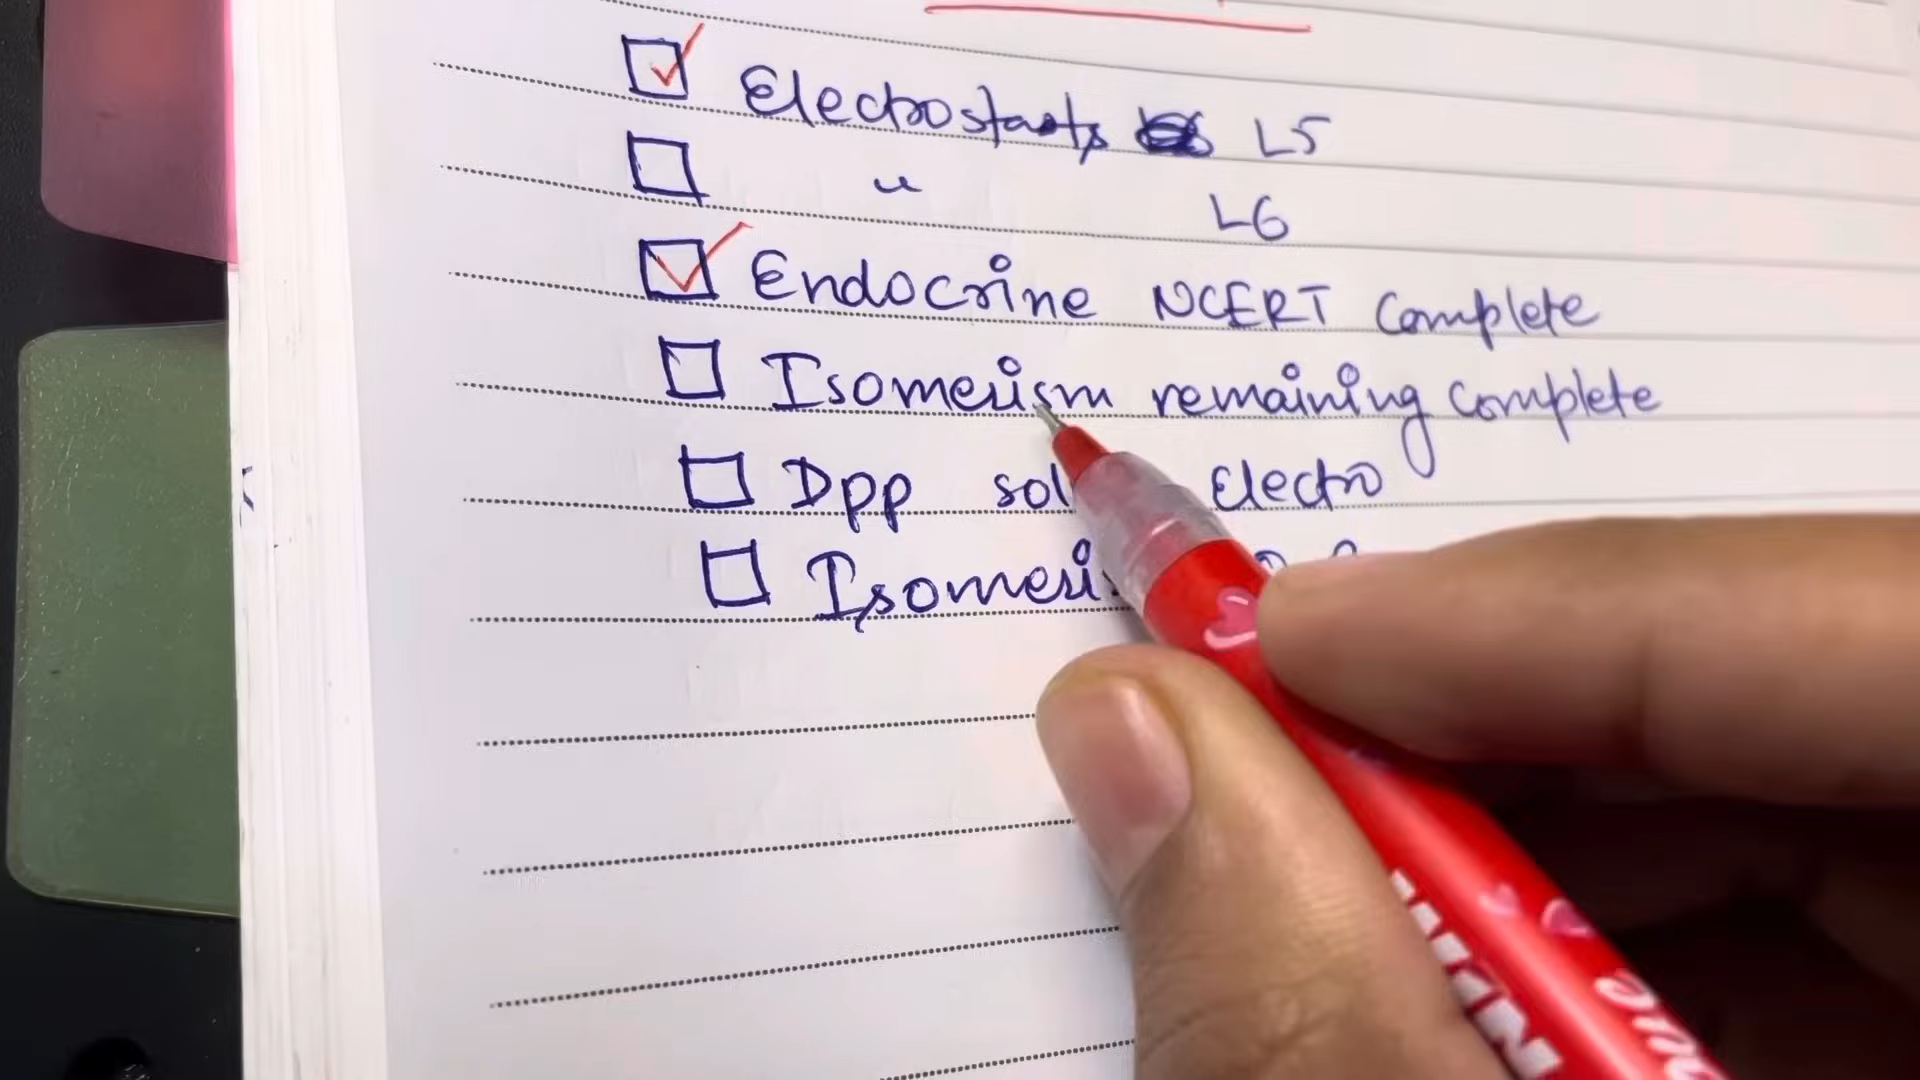 Electrostats L5
" L6
Endocrine NCERT Complete
Isomerism remaining complete
Dpp Electro